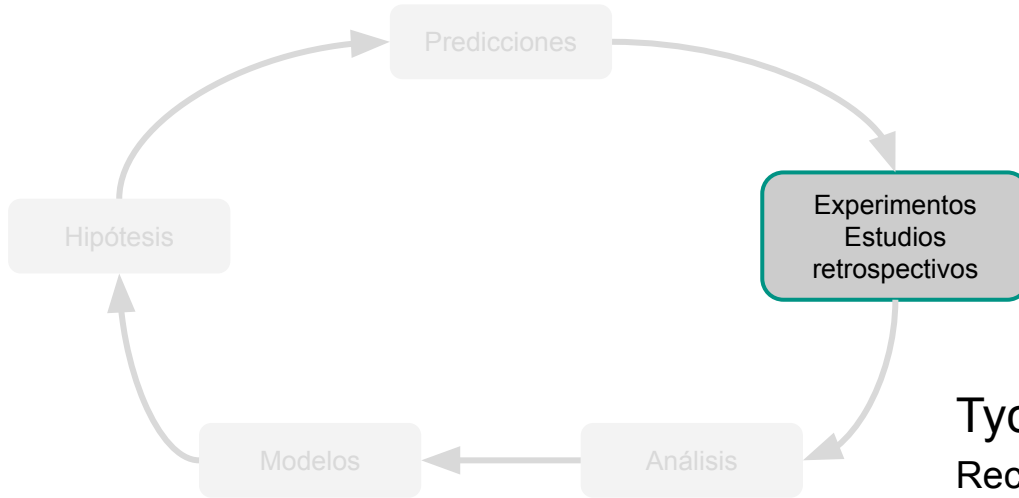 Predicciones
Experimentos
Estudios
retrospectivos
Hipótesis
Modelos
Análisis